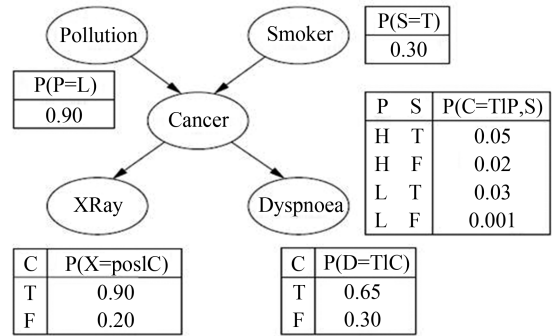 Pollution
Smoker
P(S=T)
0.30
P(P=L)
0.90
Cancer
P S P(C=T|P,S)
H T 0.05
H F 0.02
L T 0.03
L F 0.001
XRay
Dyspnoea
C P(X=pos|C)
T 0.90
F 0.20
C P(D=T|C)
T 0.65
F 0.30